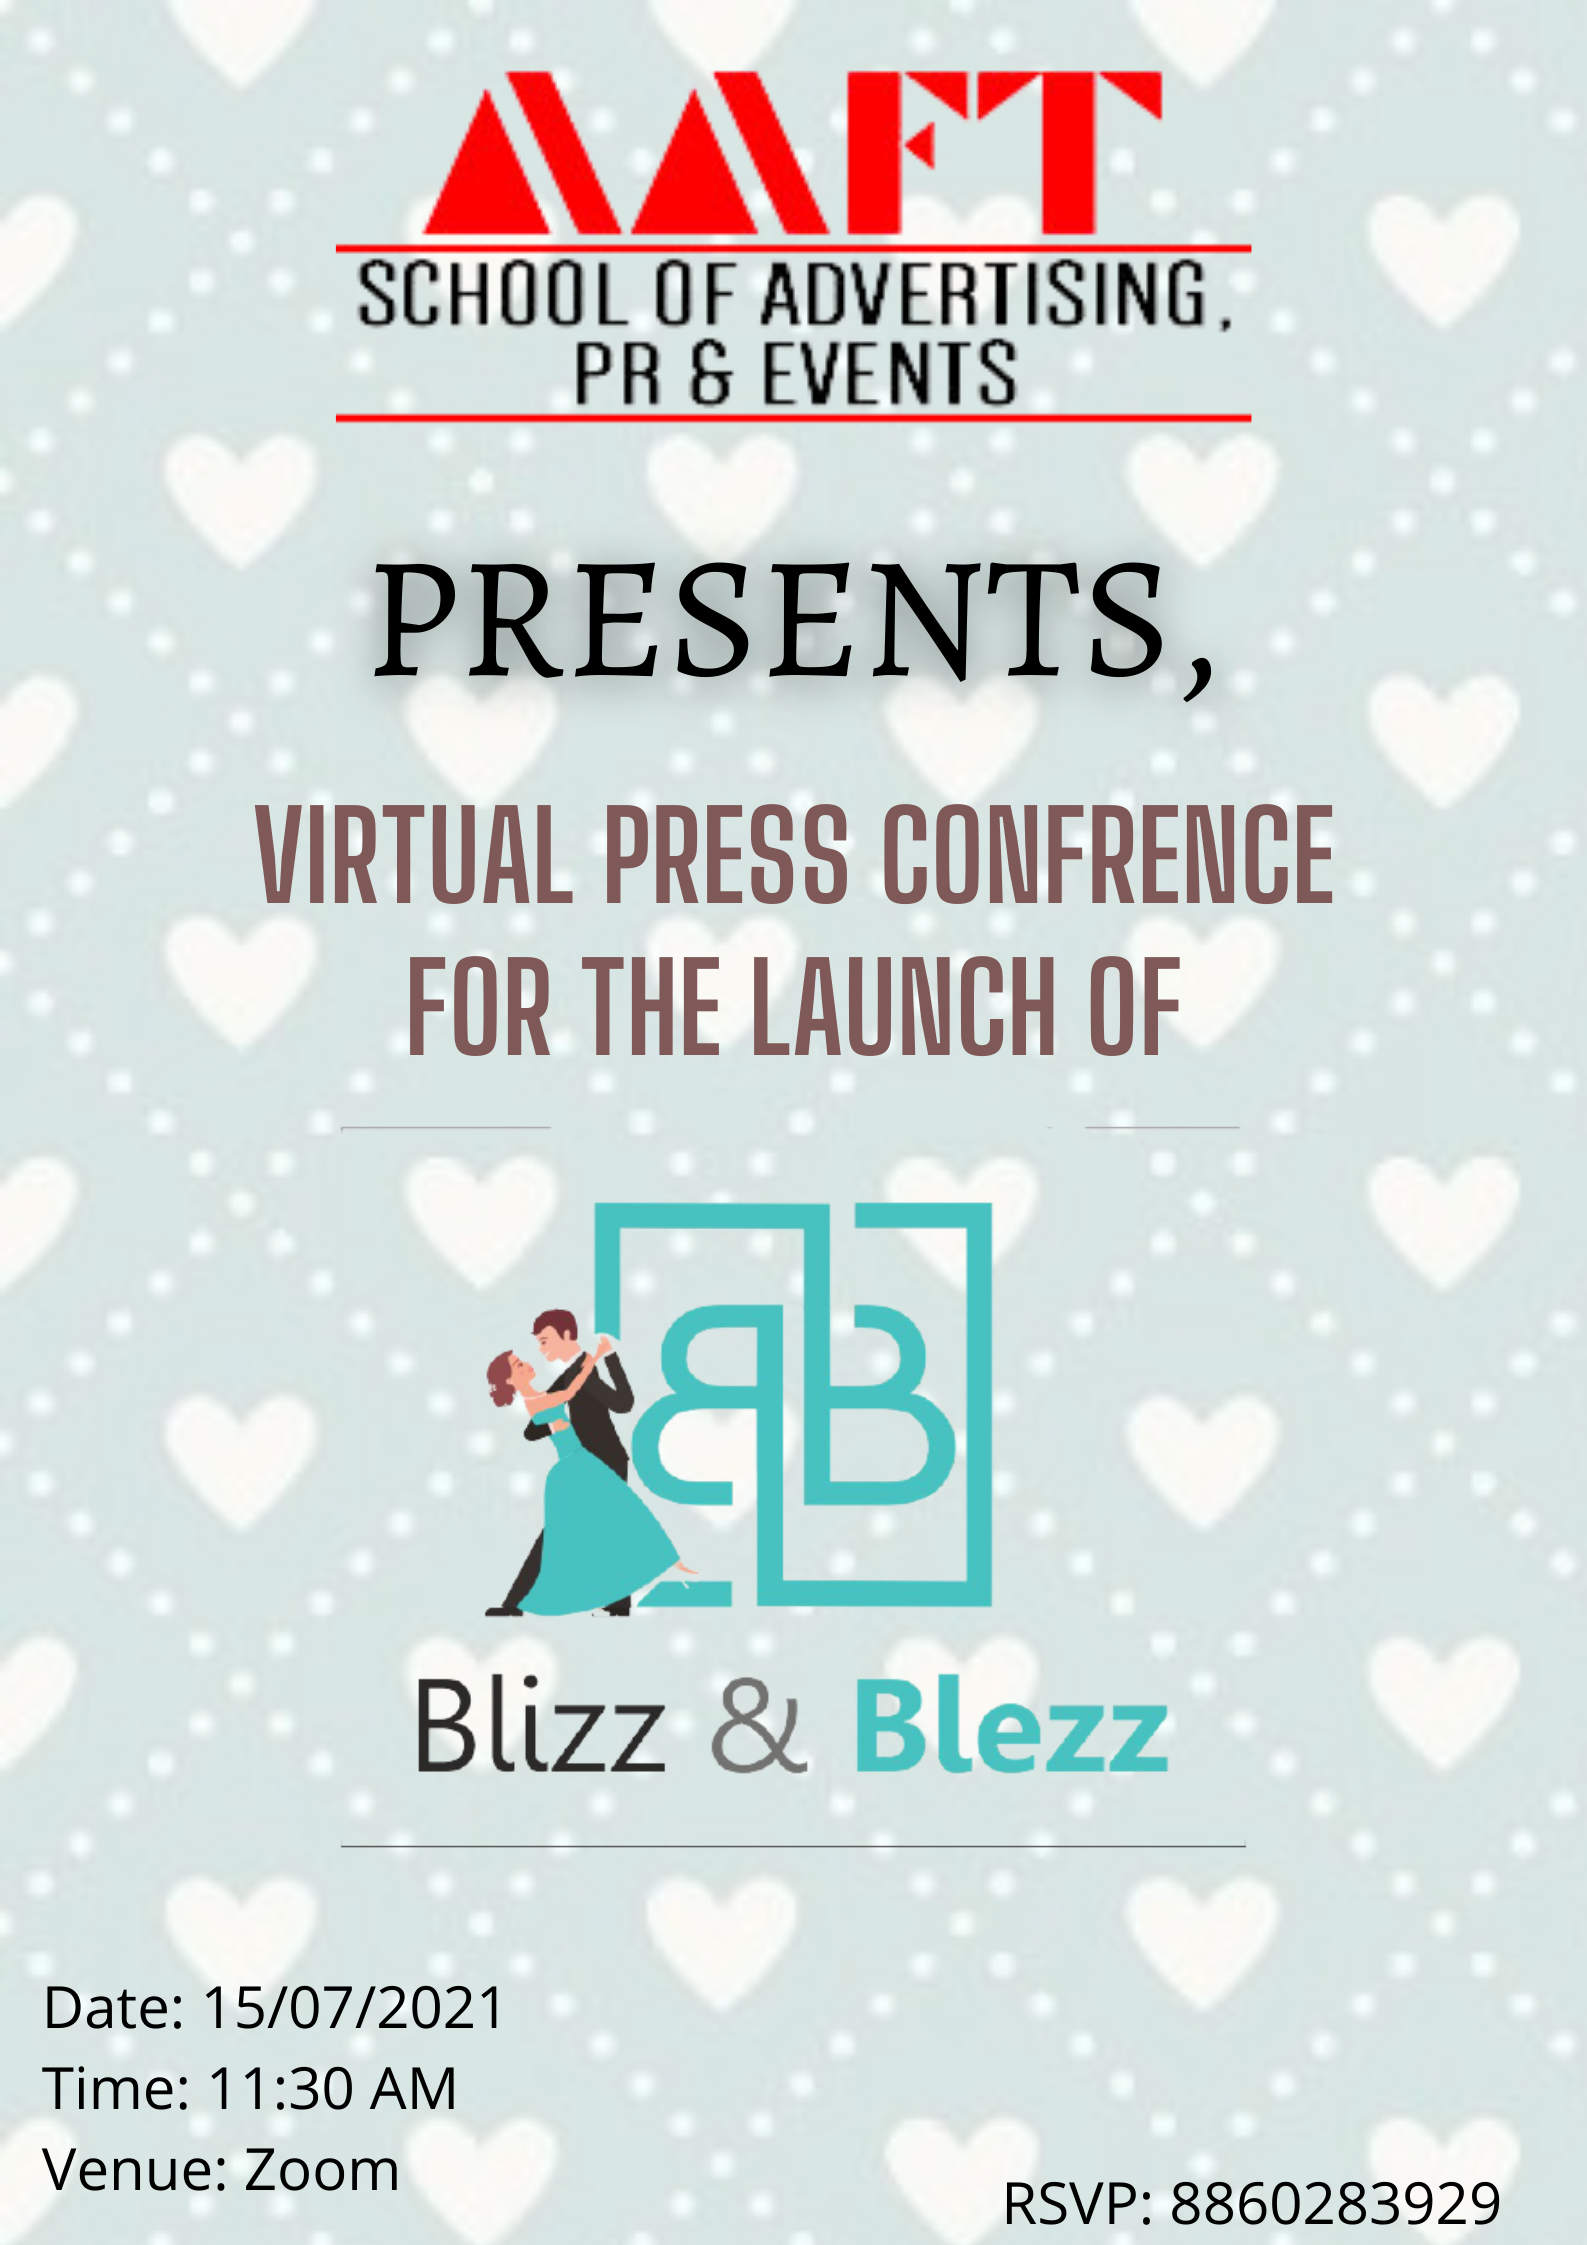 AAFT
SCHOOL OF ADVERTISING,
PR & EVENTS
PRESENTS,
VIRTUAL PRESS CONFRENCE
FOR THE LAUNCH OF
BB
Blizz & Blezz
Date: 15/07/2021
Time: 11:30 AM
Venue: Zoom
RSVP: 8860283929